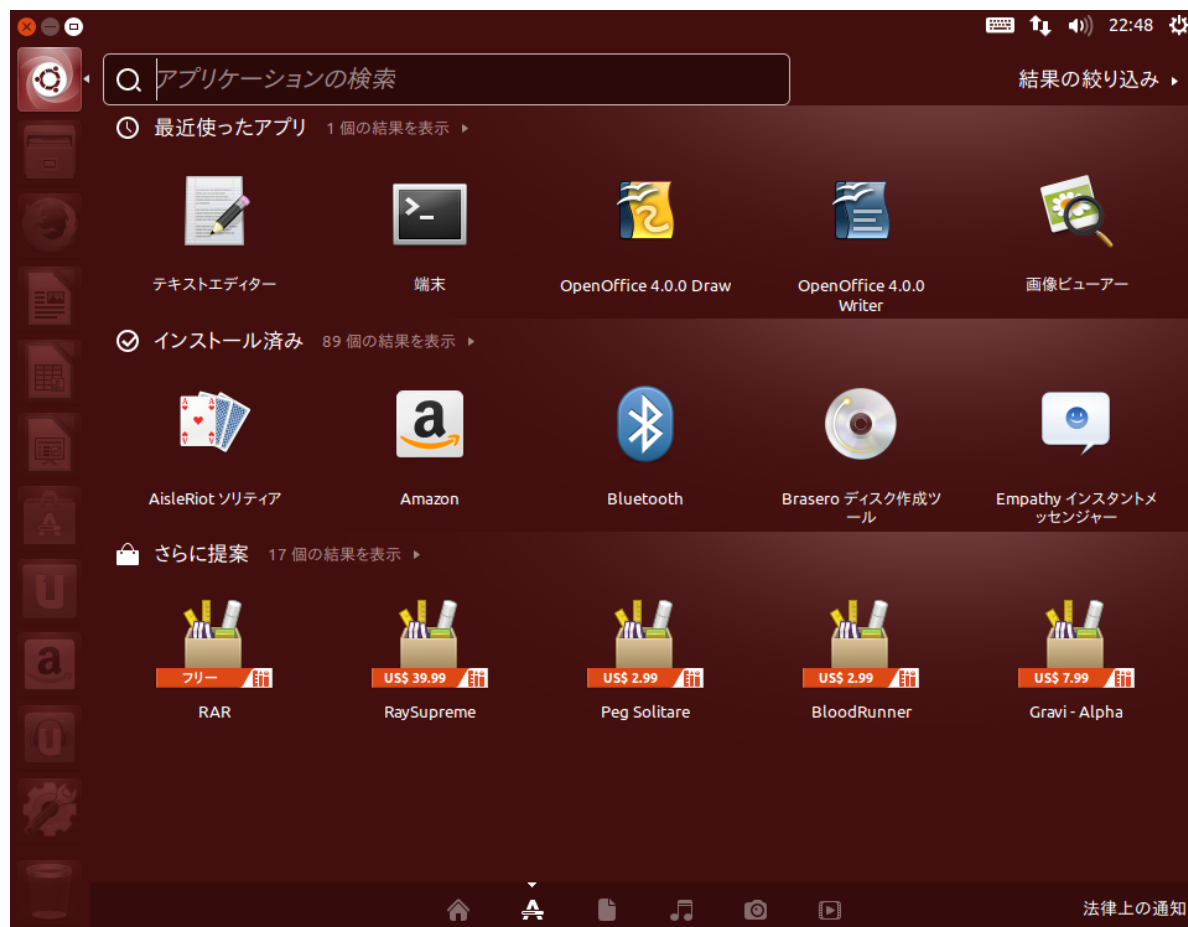 22:48
アプリケーションの検索
結果の絞り込み
最近使ったアプリ 1 個の結果を表示
テキストエディター
端末
OpenOffice 4.0.0 Draw
OpenOffice 4.0.0
Writer
画像ビューアー
インストール済み 89 個の結果を表示
AisleRiot ソリティア
Amazon
Bluetooth
Brasero ディスク作成ツ
ール
Empathy インスタントメ
ッセンジャー
さらに提案 17 個の結果を表示
フリー
US$ 39.99
US$ 2.99
US$ 2.99
US$ 7.99
RAR
RaySupreme
Peg Solitare
BloodRunner
Gravi - Alpha
法律上の通知